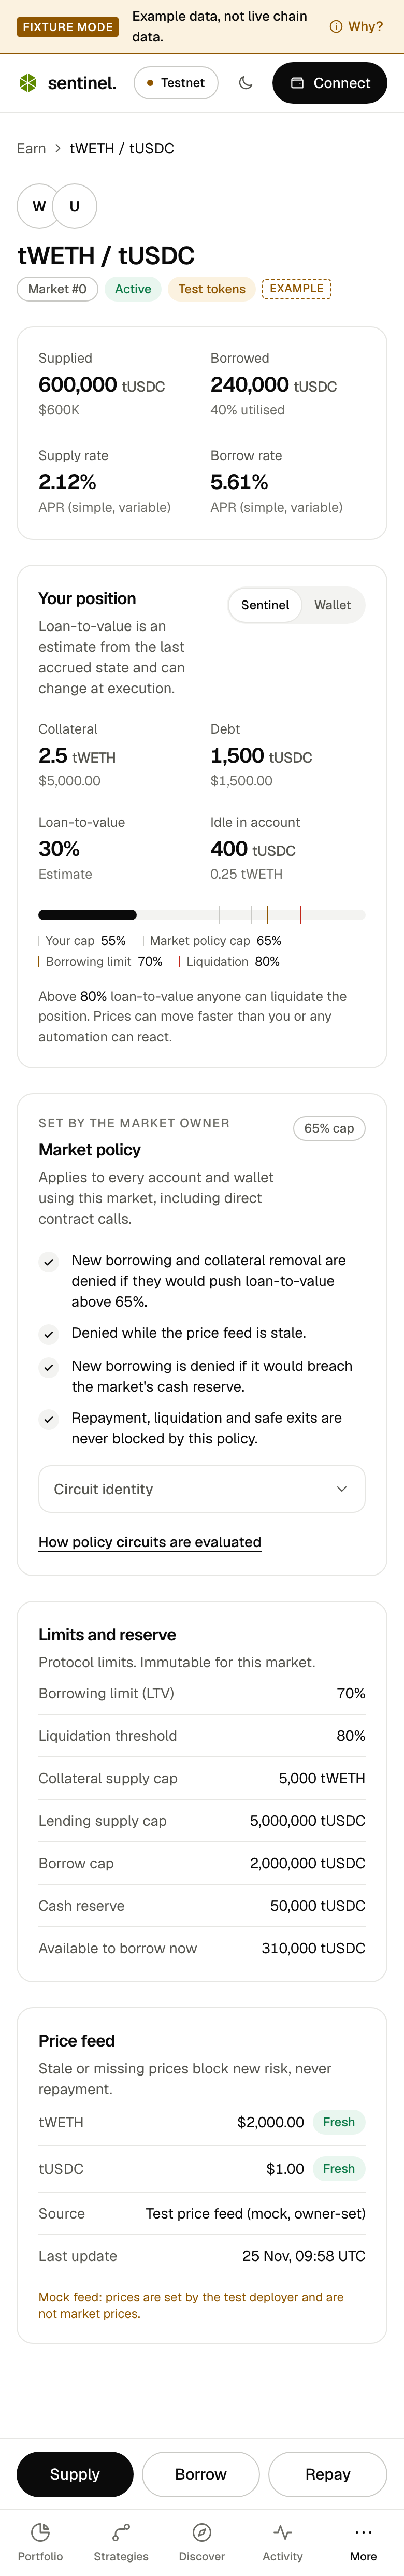 FIXTURE MODE
Example data, not live chain
data.
Why?
sentinel.
Testnet
Connect
Earn
tWETH / tUSDC
W
U
tWETH / tUSDC
Market #0
Active
Test tokens
EXAMPLE
Supplied
Borrowed
600,000 tUSDC
240,000 tUSDC
$600K
40% utilised
Supply rate
Borrow rate
2.12%
5.61%
APR (simple, variable)
APR (simple, variable)
Your position
Sentinel
Wallet
Loan-to-value is an
estimate from the last
accrued state and can
change at execution.
Collateral
Debt
2.5 tWETH
1,500 tUSDC
$5,000.00
$1,500.00
Loan-to-value
Idle in account
30%
400 tUSDC
Estimate
0.25 tWETH
Your cap 55%
Market policy cap 65%
Borrowing limit 70%
Liquidation 80%
Above 80% loan-to-value anyone can liquidate the
position. Prices can move faster than you or any
automation can react.
SET BY THE MARKET OWNER
65% cap
Market policy
Applies to every account and wallet
using this market, including direct
contract calls.
New borrowing and collateral removal are
denied if they would push loan-to-value
above 65%.
Denied while the price feed is stale.
New borrowing is denied if it would breach
the market's cash reserve.
Repayment, liquidation and safe exits are
never blocked by this policy.
Circuit identity
How policy circuits are evaluated
Limits and reserve
Protocol limits. Immutable for this market.
Borrowing limit (LTV)
70%
Liquidation threshold
80%
Collateral supply cap
5,000 tWETH
Lending supply cap
5,000,000 tUSDC
Borrow cap
2,000,000 tUSDC
Cash reserve
50,000 tUSDC
Available to borrow now
310,000 tUSDC
Price feed
Stale or missing prices block new risk, never
repayment.
tWETH
$2,000.00
Fresh
tUSDC
$1.00
Fresh
Source
Test price feed (mock, owner-set)
Last update
25 Nov, 09:58 UTC
Mock feed: prices are set by the test deployer and are
not market prices.
Supply
Borrow
Repay
Portfolio
Strategies
Discover
Activity
More